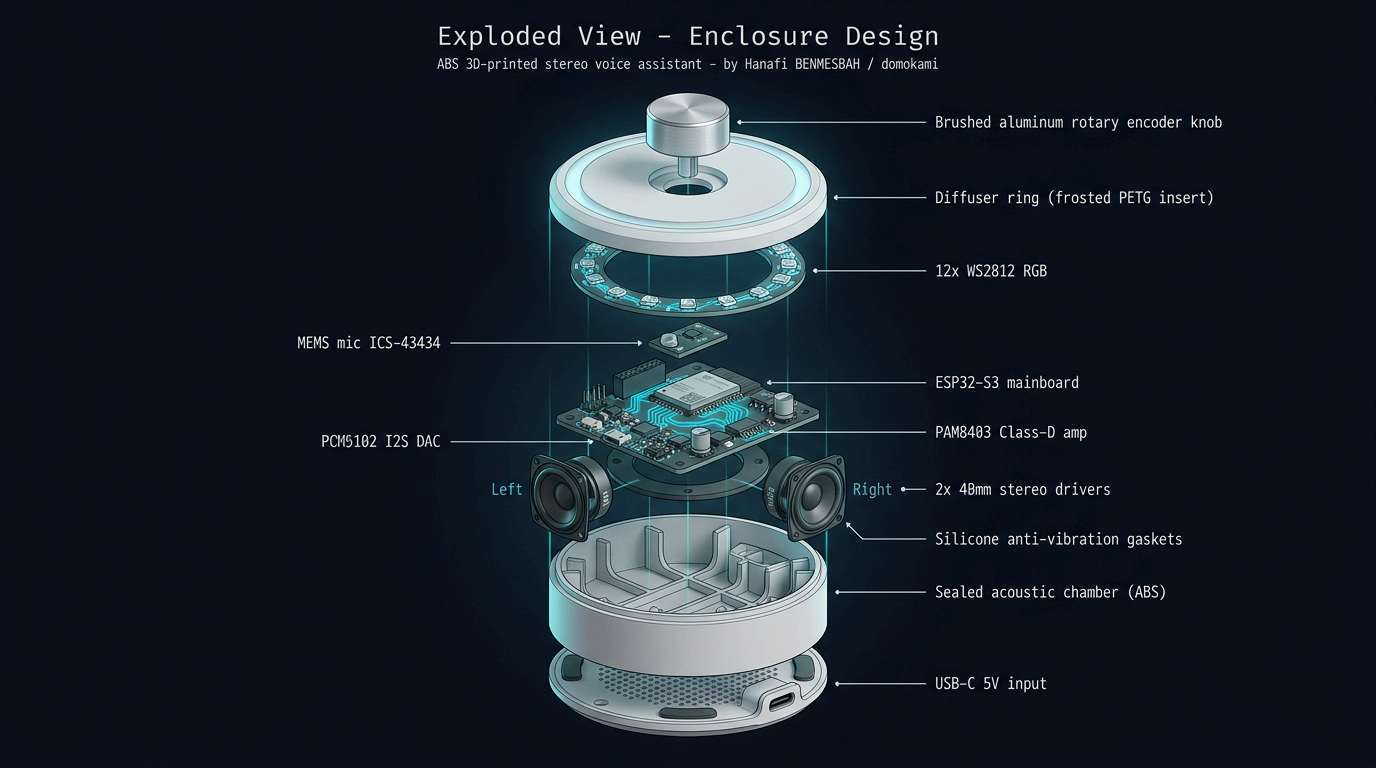 Exploded View - Enclosure Design
ABS 3D-printed stereo voice assistant - by Hanafi BENMESBAH / domokami
Brushed aluminum rotary encoder knob
Diffuser ring (frosted PETG insert)
12x WS2812 RGB
MEMS mic ICS-43434
ESP32-S3 mainboard
PAM8403 Class-D amp
PCM5102 I2S DAC
Left
Right
2x 40mm stereo drivers
Silicone anti-vibration gaskets
Sealed acoustic chamber (ABS)
USB-C 5V input